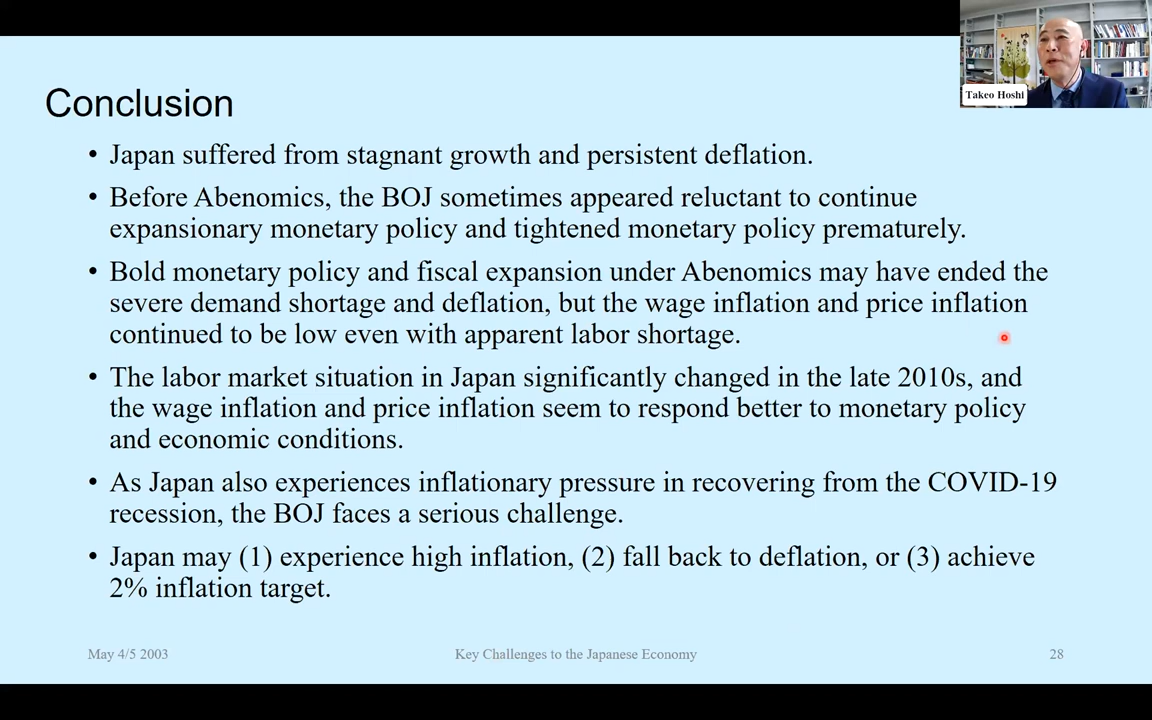 Takeo Hoshi
Conclusion
• Japan suffered from stagnant growth and persistent deflation.
• Before Abenomics, the BOJ sometimes appeared reluctant to continue
expansionary monetary policy and tightened monetary policy prematurely.
• Bold monetary policy and fiscal expansion under Abenomics may have ended the
severe demand shortage and deflation, but the wage inflation and price inflation
continued to be low even with apparent labor shortage.
• The labor market situation in Japan significantly changed in the late 2010s, and
the wage inflation and price inflation seem to respond better to monetary policy
and economic conditions.
• As Japan also experiences inflationary pressure in recovering from the COVID-19
recession, the BOJ faces a serious challenge.
• Japan may (1) experience high inflation, (2) fall back to deflation, or (3) achieve
2% inflation target.
May 4/5 2003
Key Challenges to the Japanese Economy
28